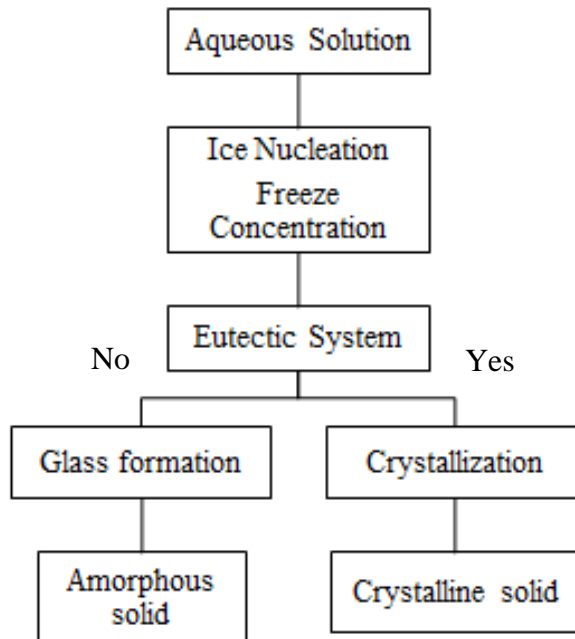 Aqueous Solution
Ice Nucleation
Freeze
Concentration
Eutectic System
No
Yes
Glass formation
Crystallization
Amorphous
solid
Crystalline solid